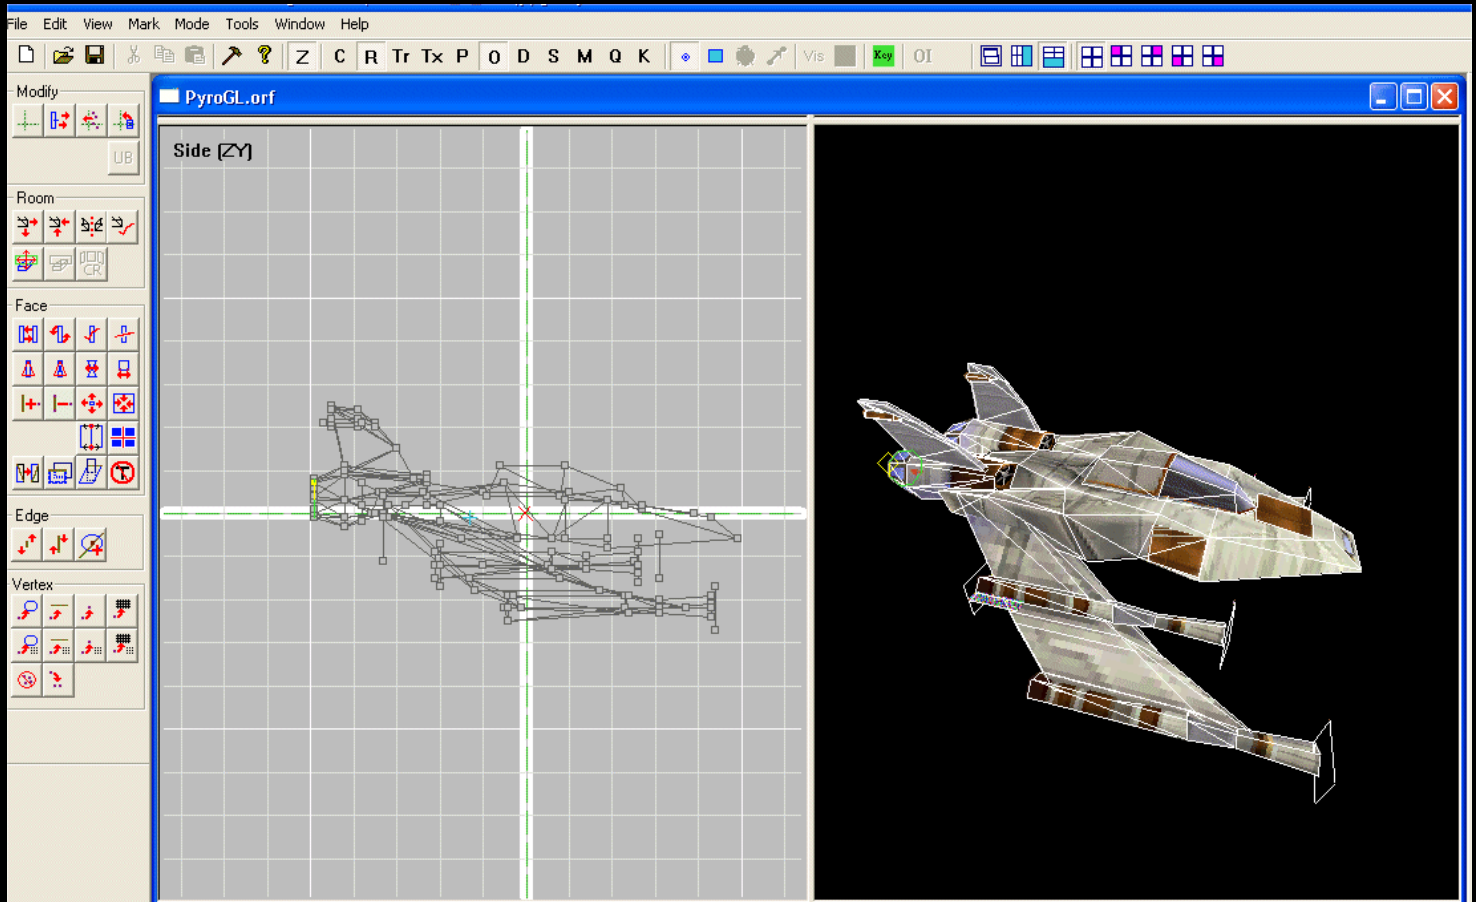 File Edit View Mark Mode Tools Window Help
Z C R Tr Tx P O D S M Q K Vis Key OI
Modify
PyroGL.orf
UB
Side (ZY)
Room
CR
Face
Edge
Vertex